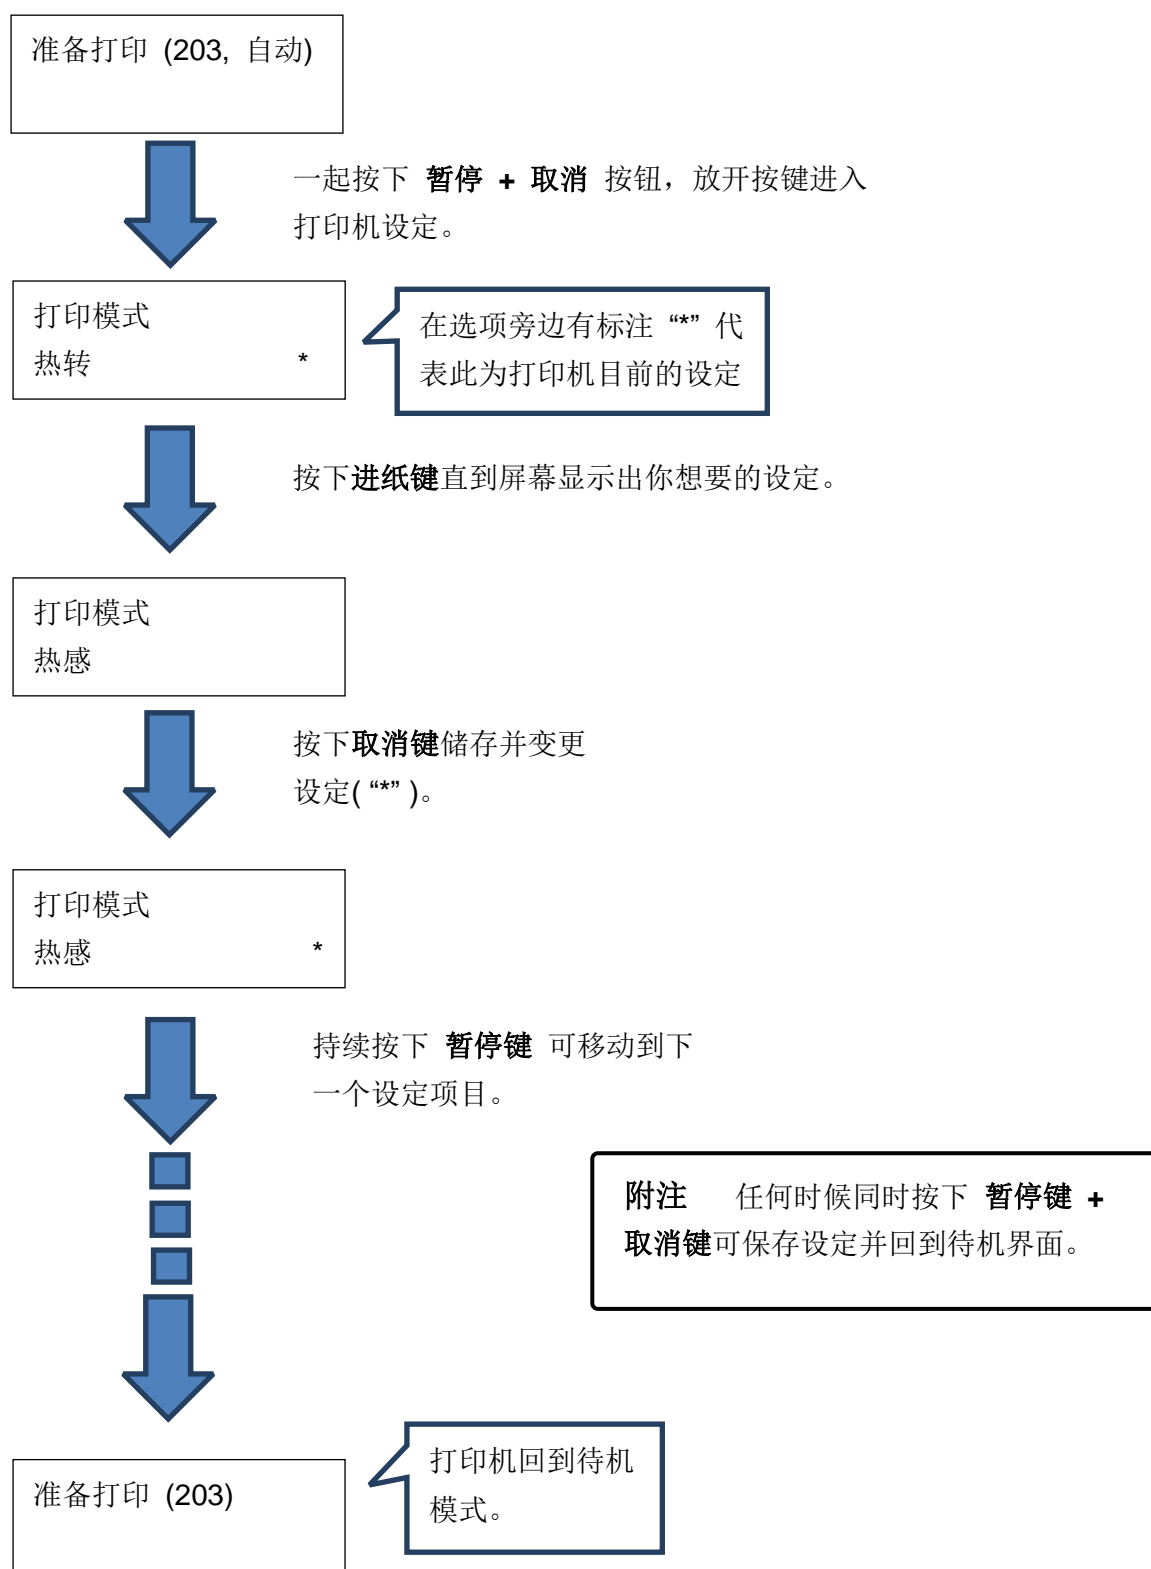 准备打印 (203, 自动)
一起按下 暂停 + 取消 按钮，放开按键进入
打印机设定。
打印模式
热转 *
在选项旁边有标注 “*” 代
表此为打印机目前的设定
按下进纸键直到屏幕显示出你想要的设定。
打印模式
热感
按下取消键储存并变更
设定( “*” )。
打印模式
热感 *
持续按下 暂停键 可移动到下
一个设定项目。
附注 任何时候同时按下 暂停键 +
取消键可保存设定并回到待机界面。
打印机回到待机
模式。
准备打印 (203)